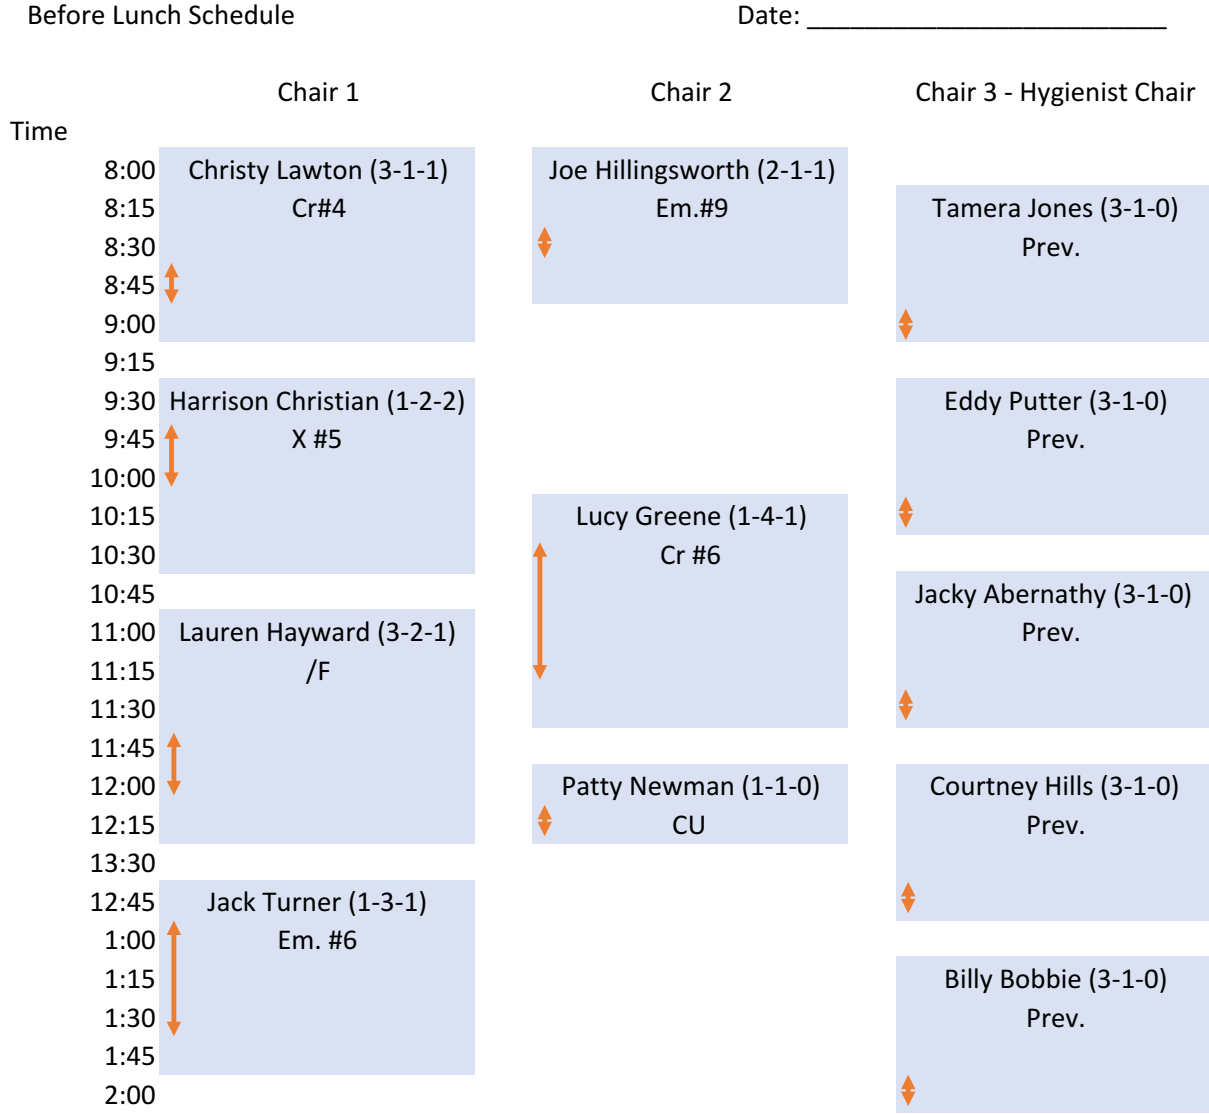 Before Lunch Schedule Date: _________________________
Chair 1 Chair 2 Chair 3 - Hygienist Chair
Time
8:00 Christy Lawton (3-1-1) Joe Hillingsworth (2-1-1)
8:15 Cr#4 Em.#9 Tamera Jones (3-1-0)
8:30 Prev.
8:45
9:00
9:15
9:30 Harrison Christian (1-2-2) Eddy Putter (3-1-0)
9:45 X #5 Prev.
10:00
10:15 Lucy Greene (1-4-1)
10:30 Cr #6
10:45 Jacky Abernathy (3-1-0)
11:00 Lauren Hayward (3-2-1) Prev.
11:15 /F
11:30
11:45
12:00 Patty Newman (1-1-0) Courtney Hills (3-1-0)
12:15 CU Prev.
13:30
12:45 Jack Turner (1-3-1)
1:00 Em. #6
1:15 Billy Bobbie (3-1-0)
1:30 Prev.
1:45
2:00